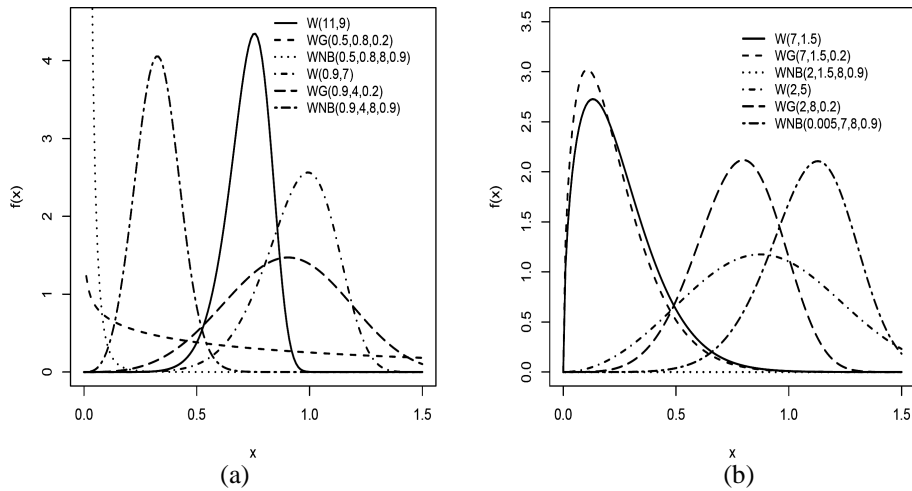 W(11,9)
WG(0.5,0.8,0.2)
WNB(0.5,0.8,8,0.9)
W(0.9,7)
WG(0.9,4,0.2)
WNB(0.9,4,8,0.9)
f(x)
4
3
2
1
0
0.0 0.5 1.0 1.5
x
(a)
W(7,1.5)
WG(7,1.5,0.2)
WNB(2,1.5,8,0.9)
W(2,5)
WG(2,8,0.2)
WNB(0.005,7,8,0.9)
f(x)
3.5
3.0
2.5
2.0
1.5
1.0
0.5
0.0
0.0 0.5 1.0 1.5
x
(b)